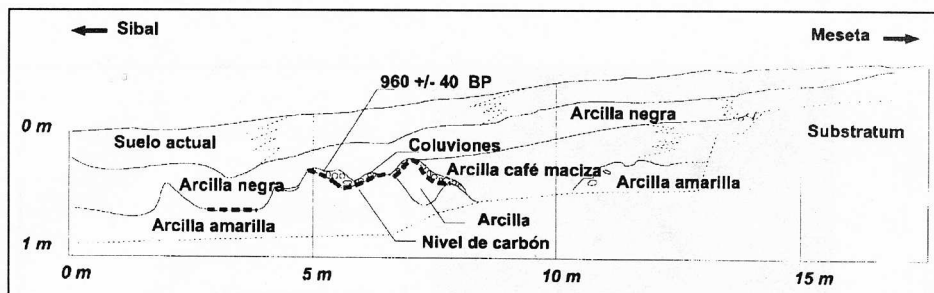 Sibal
Meseta
960 +/- 40 BP
0 m
Arcilla negra
Suelo actual
Substratum
Coluviones
Arcilla café maciza
Arcilla negra
Arcilla amarilla
Arcilla amarilla
Arcilla
Nivel de carbón
1 m
0 m
5 m
10 m
15 m